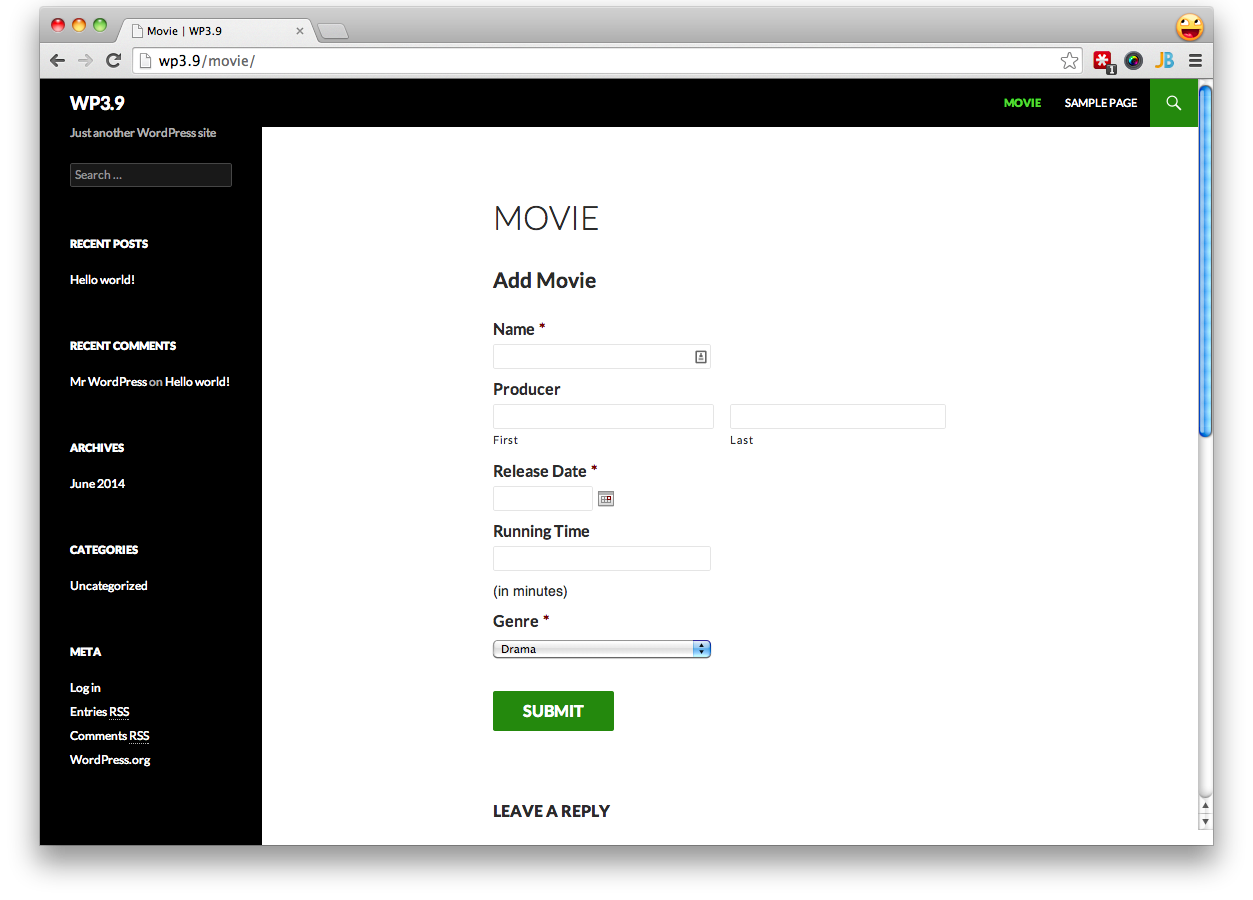 Movie | WP3.9
wp3.9/movie/
1
JB
WP3.9
MOVIE
SAMPLE PAGE
Just another WordPress site
Search ...
RECENT POSTS
Hello world!
RECENT COMMENTS
Mr WordPress on Hello world!
ARCHIVES
June 2014
CATEGORIES
Uncategorized
META
Log in
Entries RSS
Comments RSS
WordPress.org
MOVIE
Add Movie
Name *
Producer
First
Last
Release Date *
Running Time
(in minutes)
Genre *
Drama
SUBMIT
LEAVE A REPLY